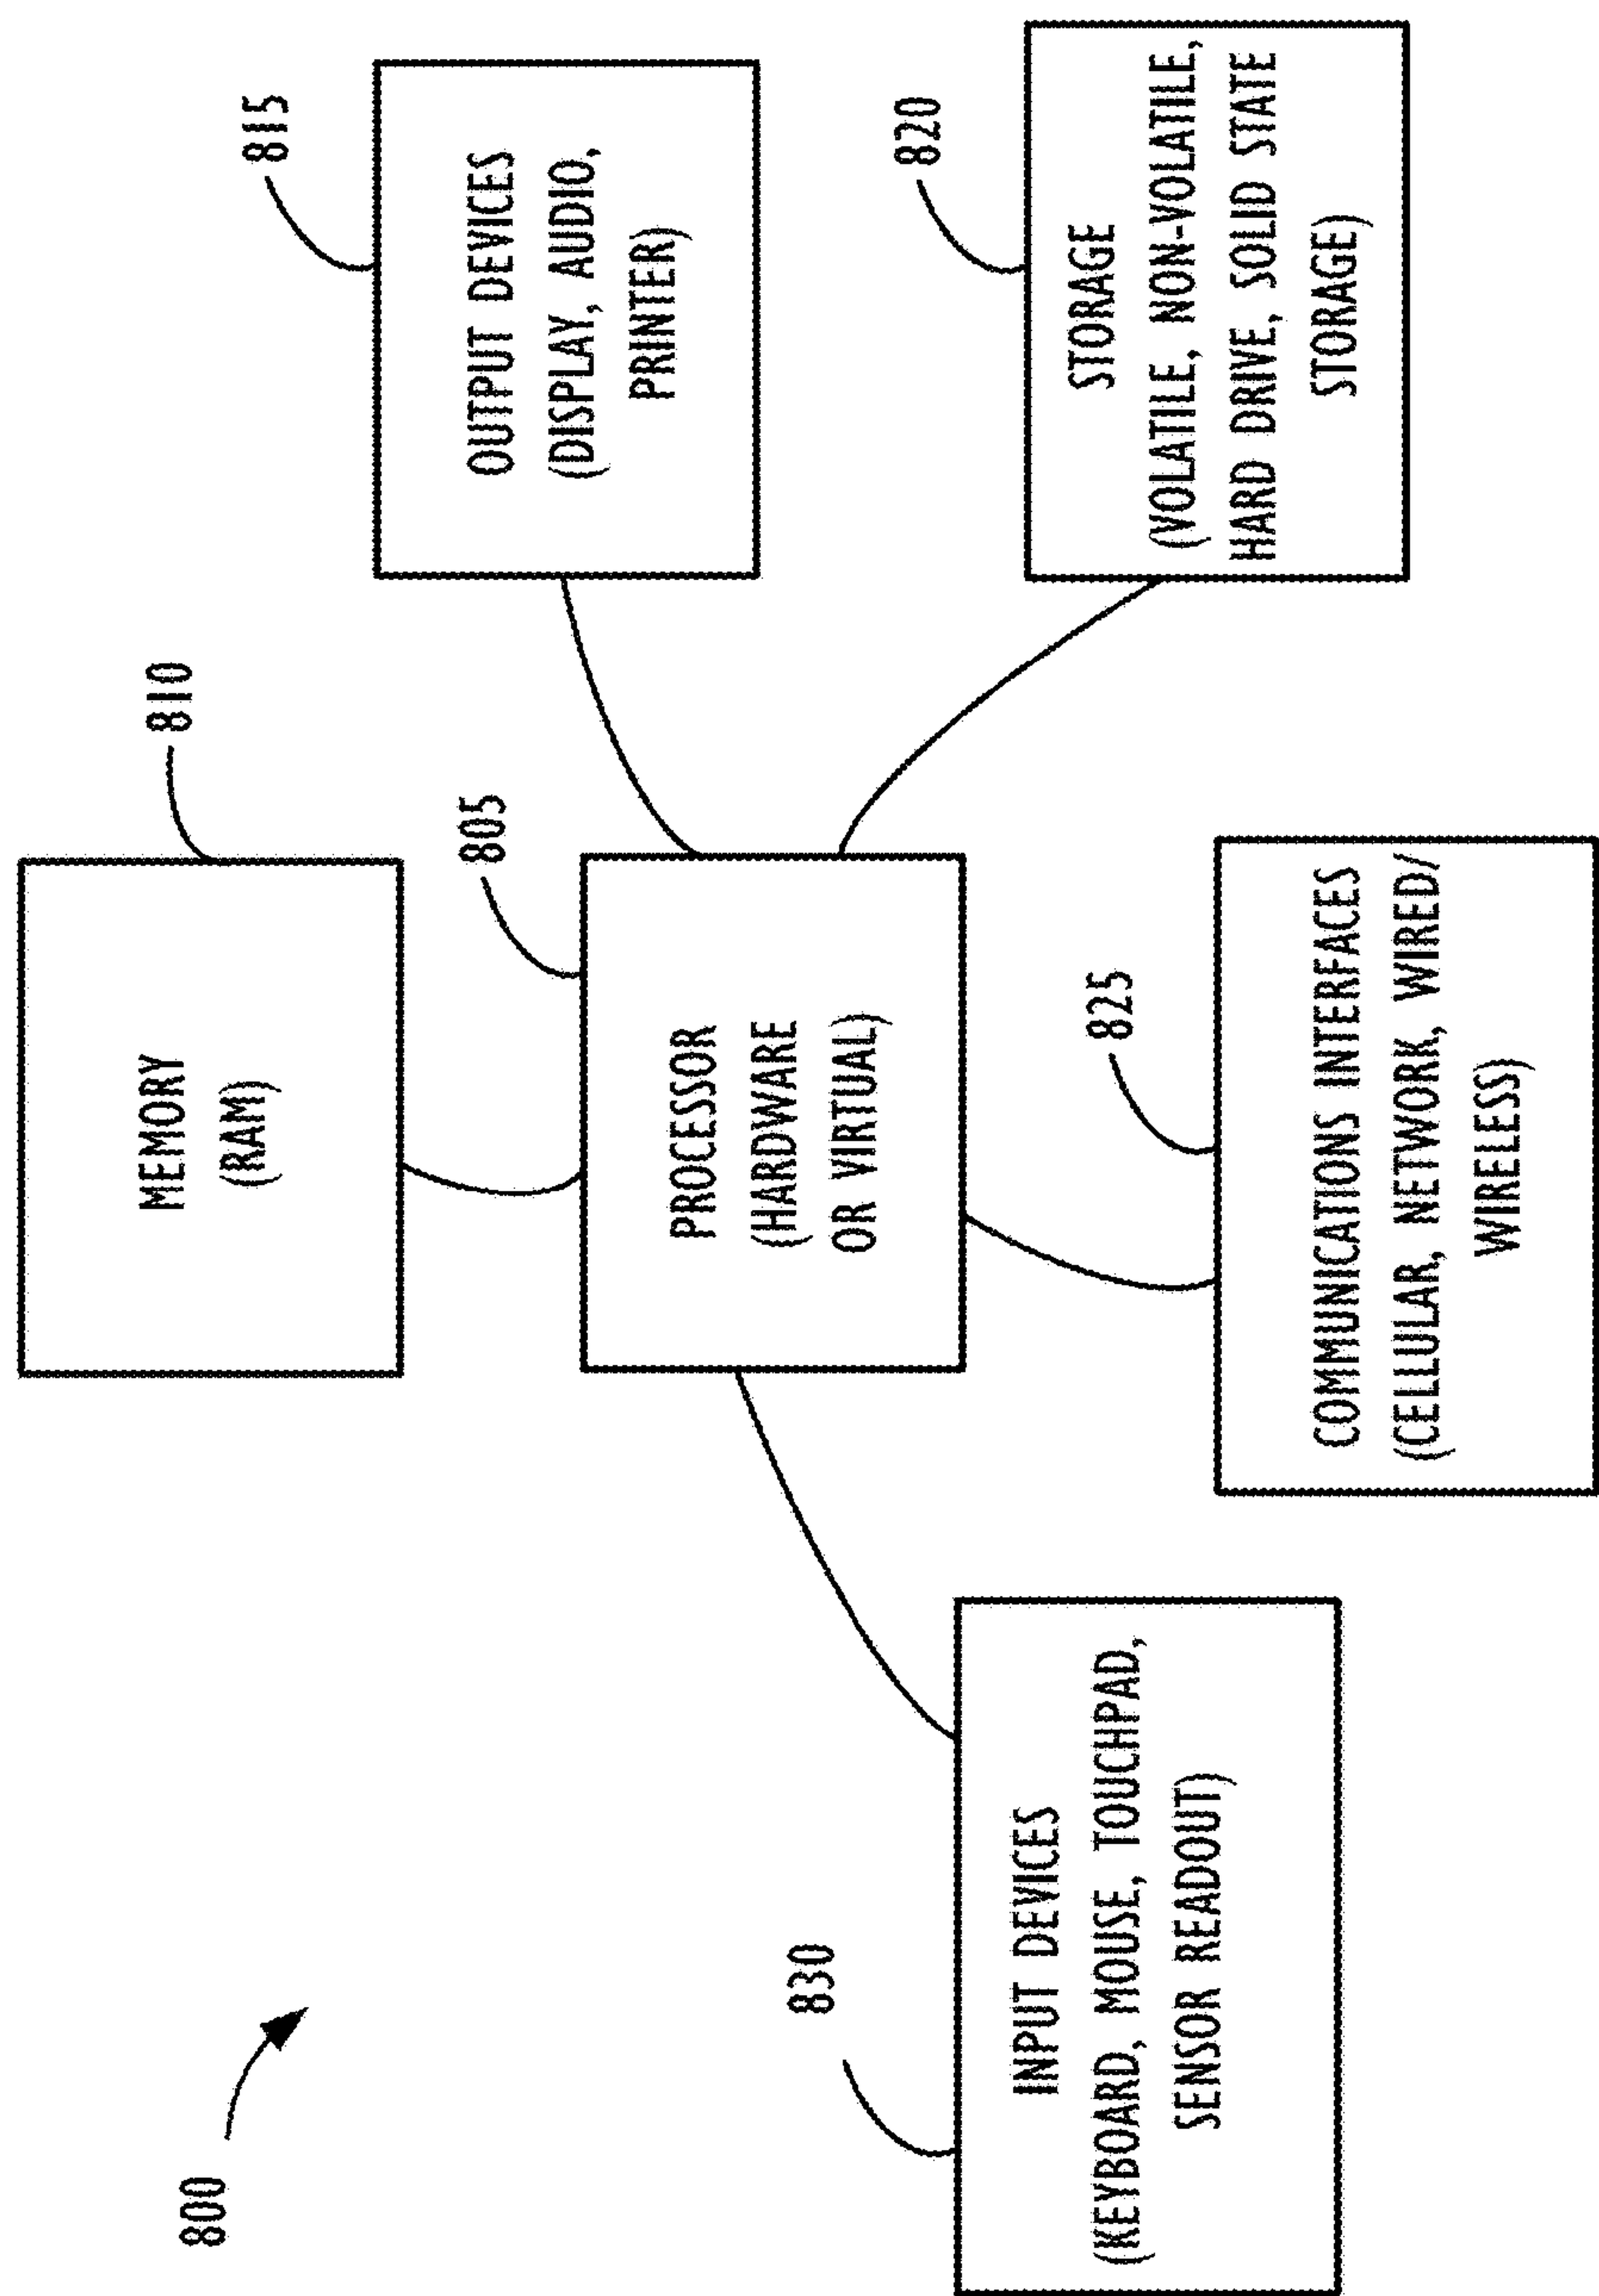 800
MEMORY
(RAM)
810
OUTPUT DEVICES
(DISPLAY, AUDIO,
PRINTER)
815
PROCESSOR
(HARDWARE
OR VIRTUAL)
805
INPUT DEVICES
(KEYBOARD, MOUSE, TOUCHPAD,
SENSOR READOUT)
830
COMMUNICATIONS INTERFACES
(CELLULAR, NETWORK, WIRED/
WIRELESS)
825
STORAGE
(VOLATILE, NON-VOLATILE,
HARD DRIVE, SOLID STATE
STORAGE)
820